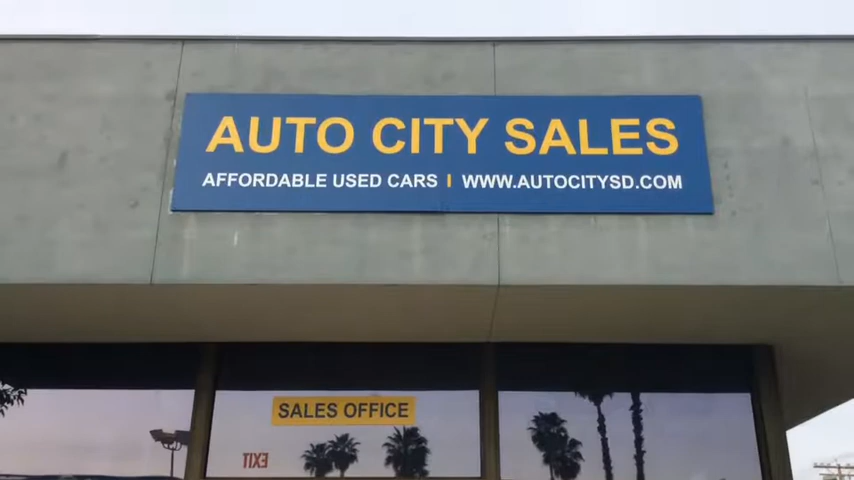 AUTO CITY SALES
AFFORDABLE USED CARS | WWW.AUTOCITYSD.COM
SALES OFFICE
EXIT